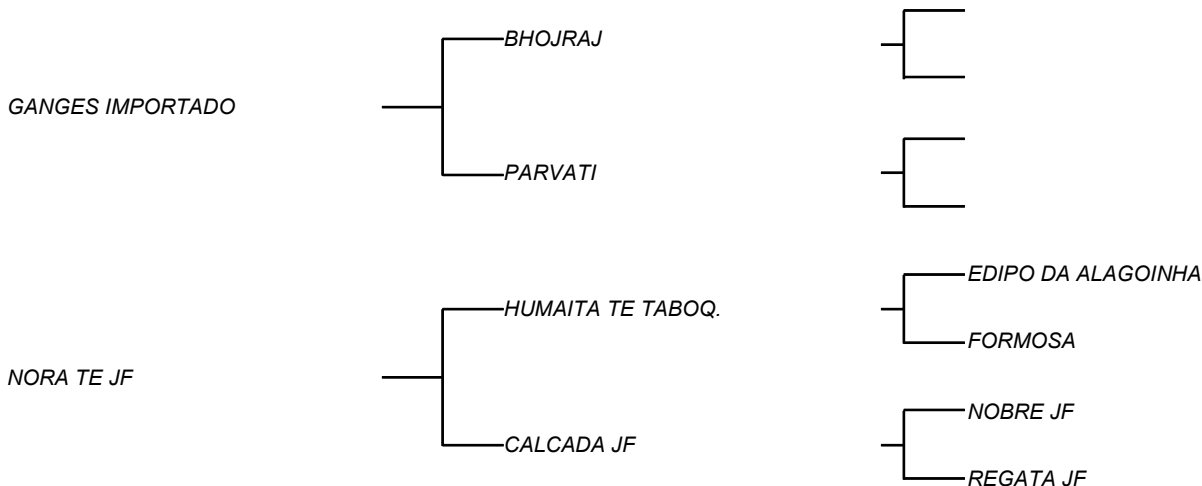 BHOJRAJ
GANGES IMPORTADO
PARVATI
EDIPO DA ALAGOINHA
HUMAITA TE TABOQ.
FORMOSA
NORA TE JF
NOBRE JF
CALCADA JF
REGATA JF